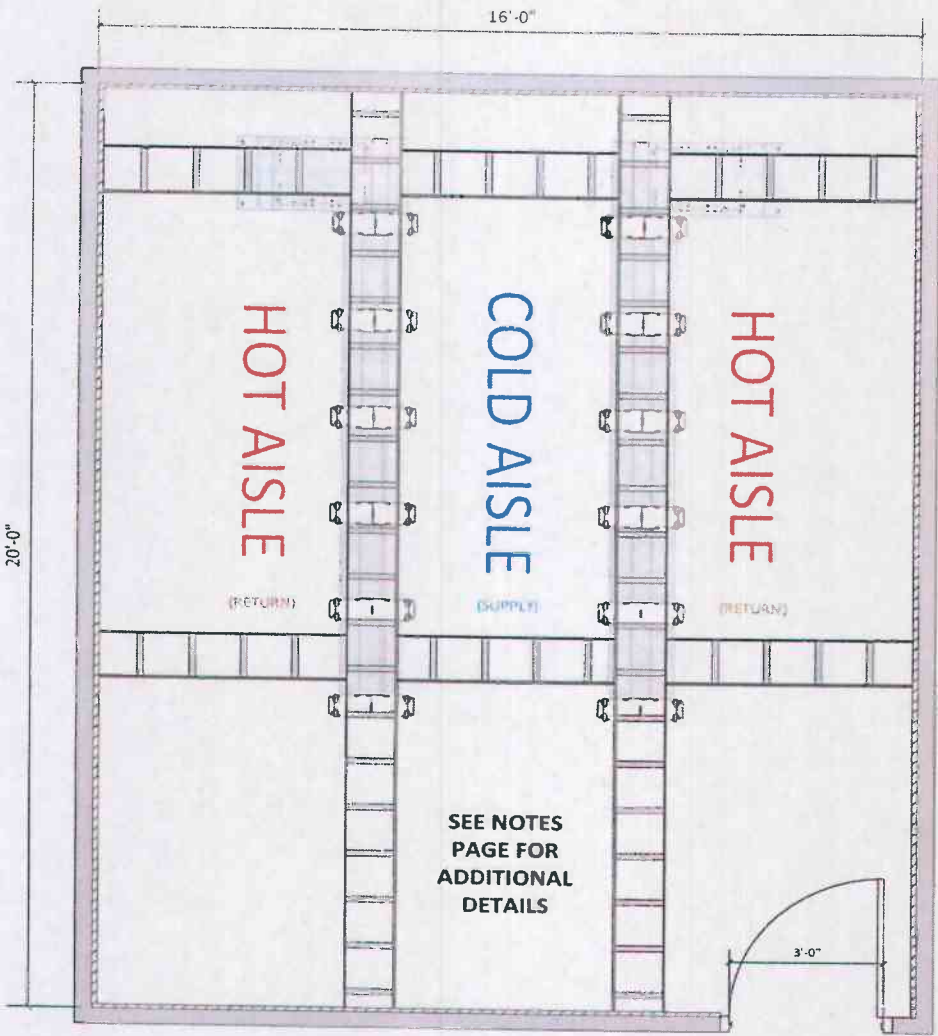 16'-0"
20'-0"
HOT AISLE
(RETURN)
COLD AISLE
(SUPPLY)
HOT AISLE
(RETURN)
SEE NOTES
PAGE FOR
ADDITIONAL
DETAILS
3'-0"